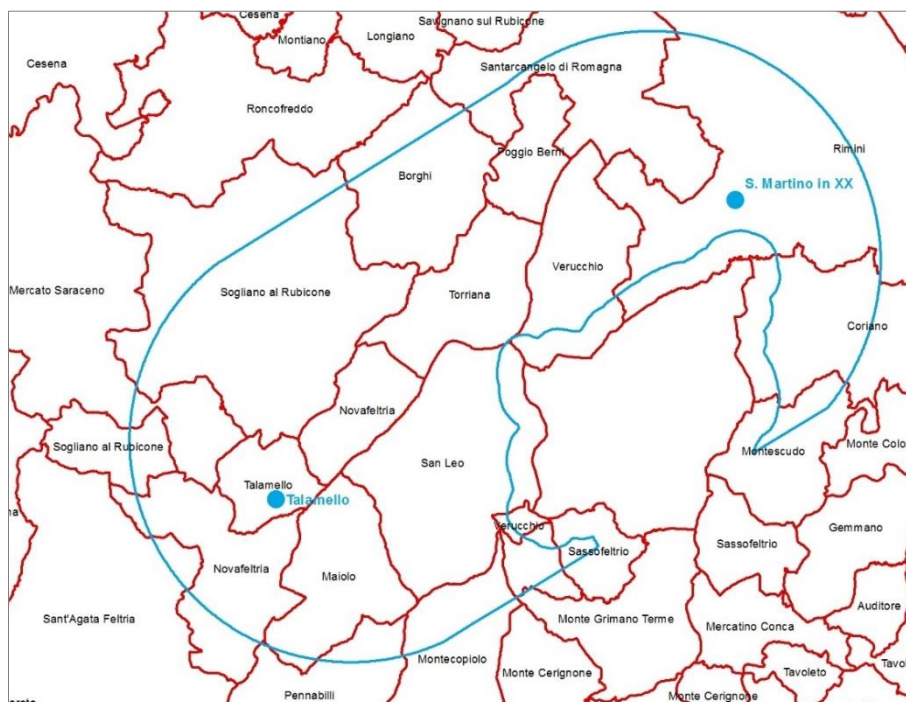 Cesena
Savignano sul Rubicone
Longiano
Montiano
Cesena
Santarcangelo di Romagna
Roncofreddo
Rimini
Poggio Berni
Borghi
S. Martino in XX
Verucchio
Mercato Saraceno
Sogliano al Rubicone
Torriana
Coriano
Novafeltria
Sogliano al Rubicone
Montescudo
Monte Colo
San Leo
Talamello
Talamello
Verucchio
Gemmano
Sassofeltrio
Sassofeltrio
Novafeltria
Maiolo
Auditore
Sant'Agata Feltria
Monte Grimano Terme
Mercatino Conca
Montecopiolo
Tavoleto
Tavol
Monte Cerignone
Pennabilli
Monte Cerignone